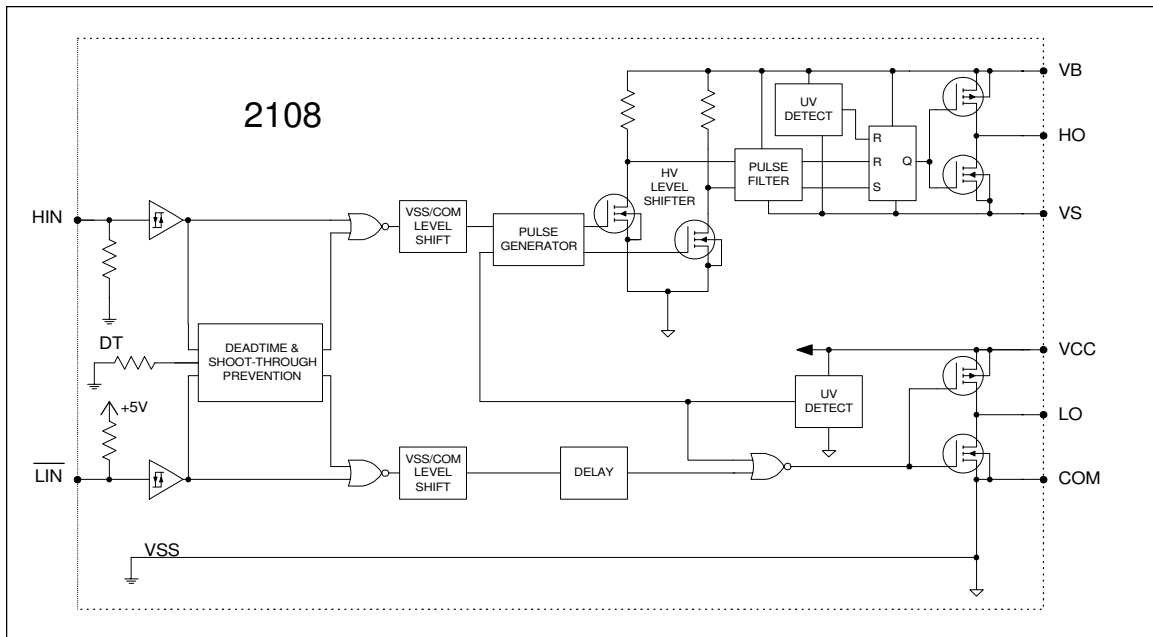 2108
VB
UV
DETECT
R
HO
R
Q
PULSE
FILTER
S
HV
LEVEL
SHIFTER
HIN
VSS/COM
LEVEL
SHIFT
PULSE
GENERATOR
VS
DT
DEADTIME &
SHOOT-THROUGH
PREVENTION
+5V
VCC
UV
DETECT
LO
LIN
VSS/COM
LEVEL
SHIFT
DELAY
COM
VSS